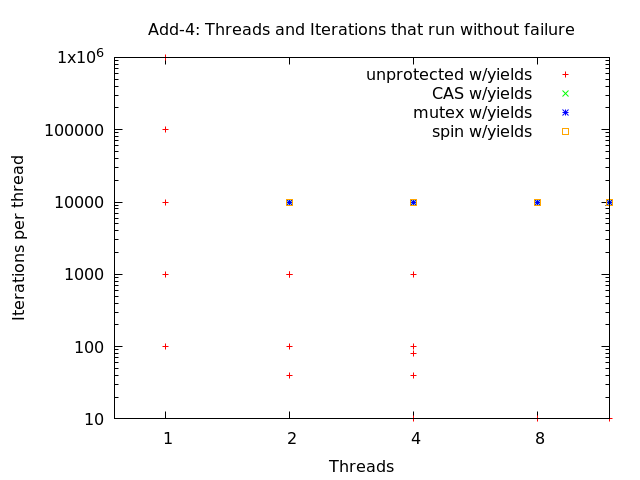 Add-4: Threads and Iterations that run without failure
1x10^6
100000
10000
1000
100
10
Iterations per thread
unprotected w/yields
CAS w/yields
mutex w/yields
spin w/yields
1 2 4 8
Threads